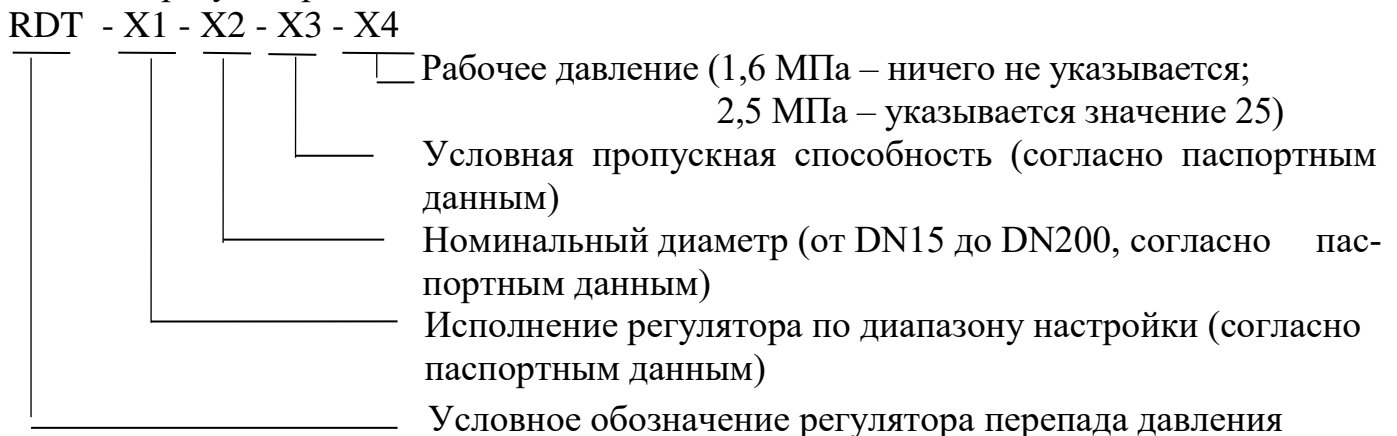 RDT - X1 - X2 - X3 - X4
Рабочее давление (1,6 МПа – ничего не указывается;
2,5 МПа – указывается значение 25)
Условная пропускная способность (согласно паспортным
данным)
Номинальный диаметр (от DN15 до DN200, согласно пас-
портным данным)
Исполнение регулятора по диапазону настройки (согласно
паспортным данным)
Условное обозначение регулятора перепада давления